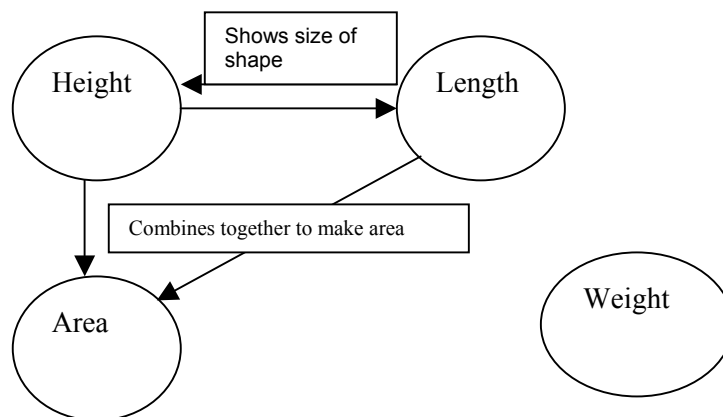 Shows size of
shape
Height
Length
Combines together to make area
Area
Weight